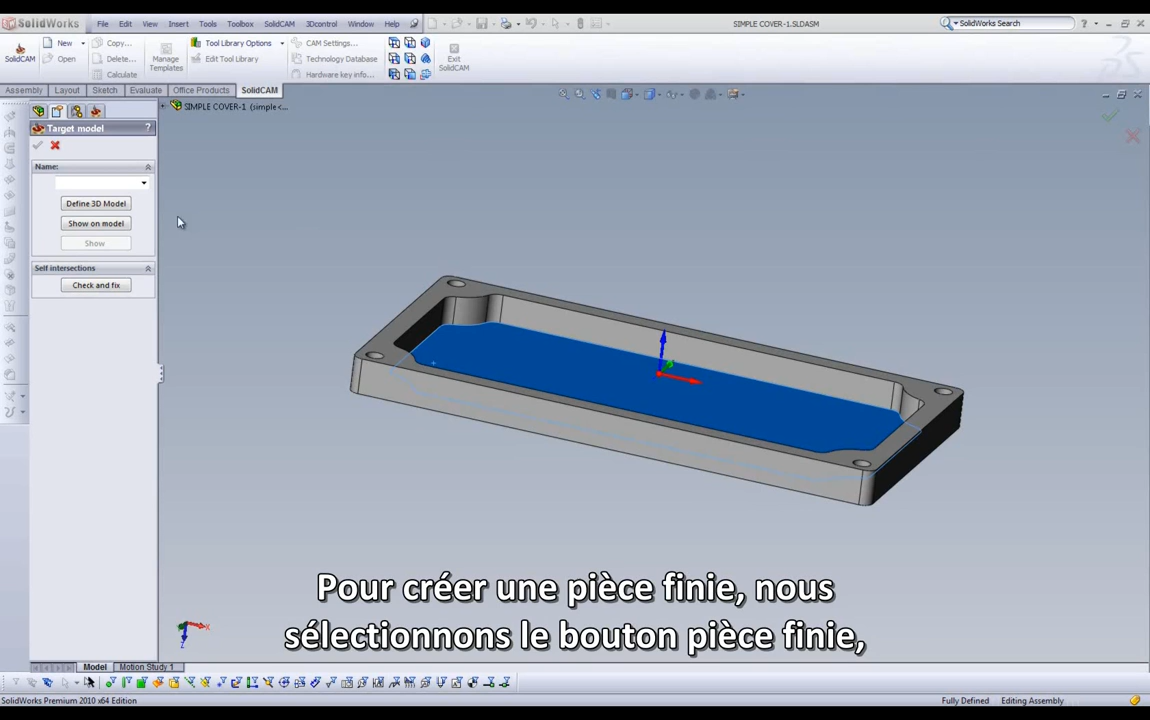 SolidWorks
File
Edit
View
Insert
Tools
Toolbox
SolidCAM
3Dcontrol
Window
Help
SIMPLE COVER-1.SLDASM
SolidWorks Search
SolidCAM
New
Open
Copy...
Delete...
Calculate
Manage
Templates
Tool Library Options
Edit Tool Library
CAM Settings...
Technology Database
Hardware key info...
Exit
SolidCAM
Assembly
Layout
Sketch
Evaluate
Office Products
SolidCAM
SIMPLE COVER-1 (simple<...
Target model
?
Name:
Define 3D Model
Show on model
Show
Self intersections
Check and fix
X
Z
Pour créer une pièce finie, nous
sélectionnons le bouton pièce finie,
Model
Motion Study 1
SolidWorks Premium 2010 x64 Edition
Fully Defined
Editing Assembly